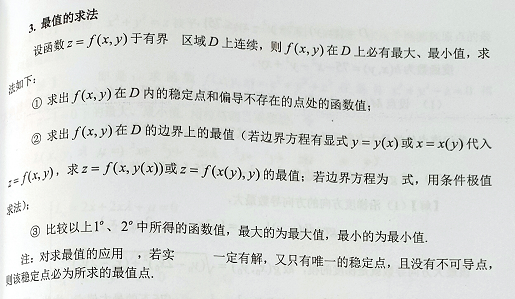 3. 最值的求法
设函数 z = f(x, y) 于有界 区域 D 上连续，则 f(x, y) 在 D 上必有最大、最小值，求
法如下：
① 求出 f(x, y) 在 D 内的稳定点和偏导不存在的点处的函数值；
② 求出 f(x, y) 在 D 的边界上的最值（若边界方程有显式 y = y(x) 或 x = x(y) 代入
z = f(x, y)，求 z = f(x, y(x)) 或 z = f(x(y), y) 的最值；若边界方程为 式，用条件极值
求法）；
③ 比较以上1°、2° 中所得的函数值，最大的为最大值，最小的为最小值.
注：对求最值的应用 ，若实 一定有解，又只有唯一的稳定点，且没有不可导点，
则该稳定点必为所求的最值点.